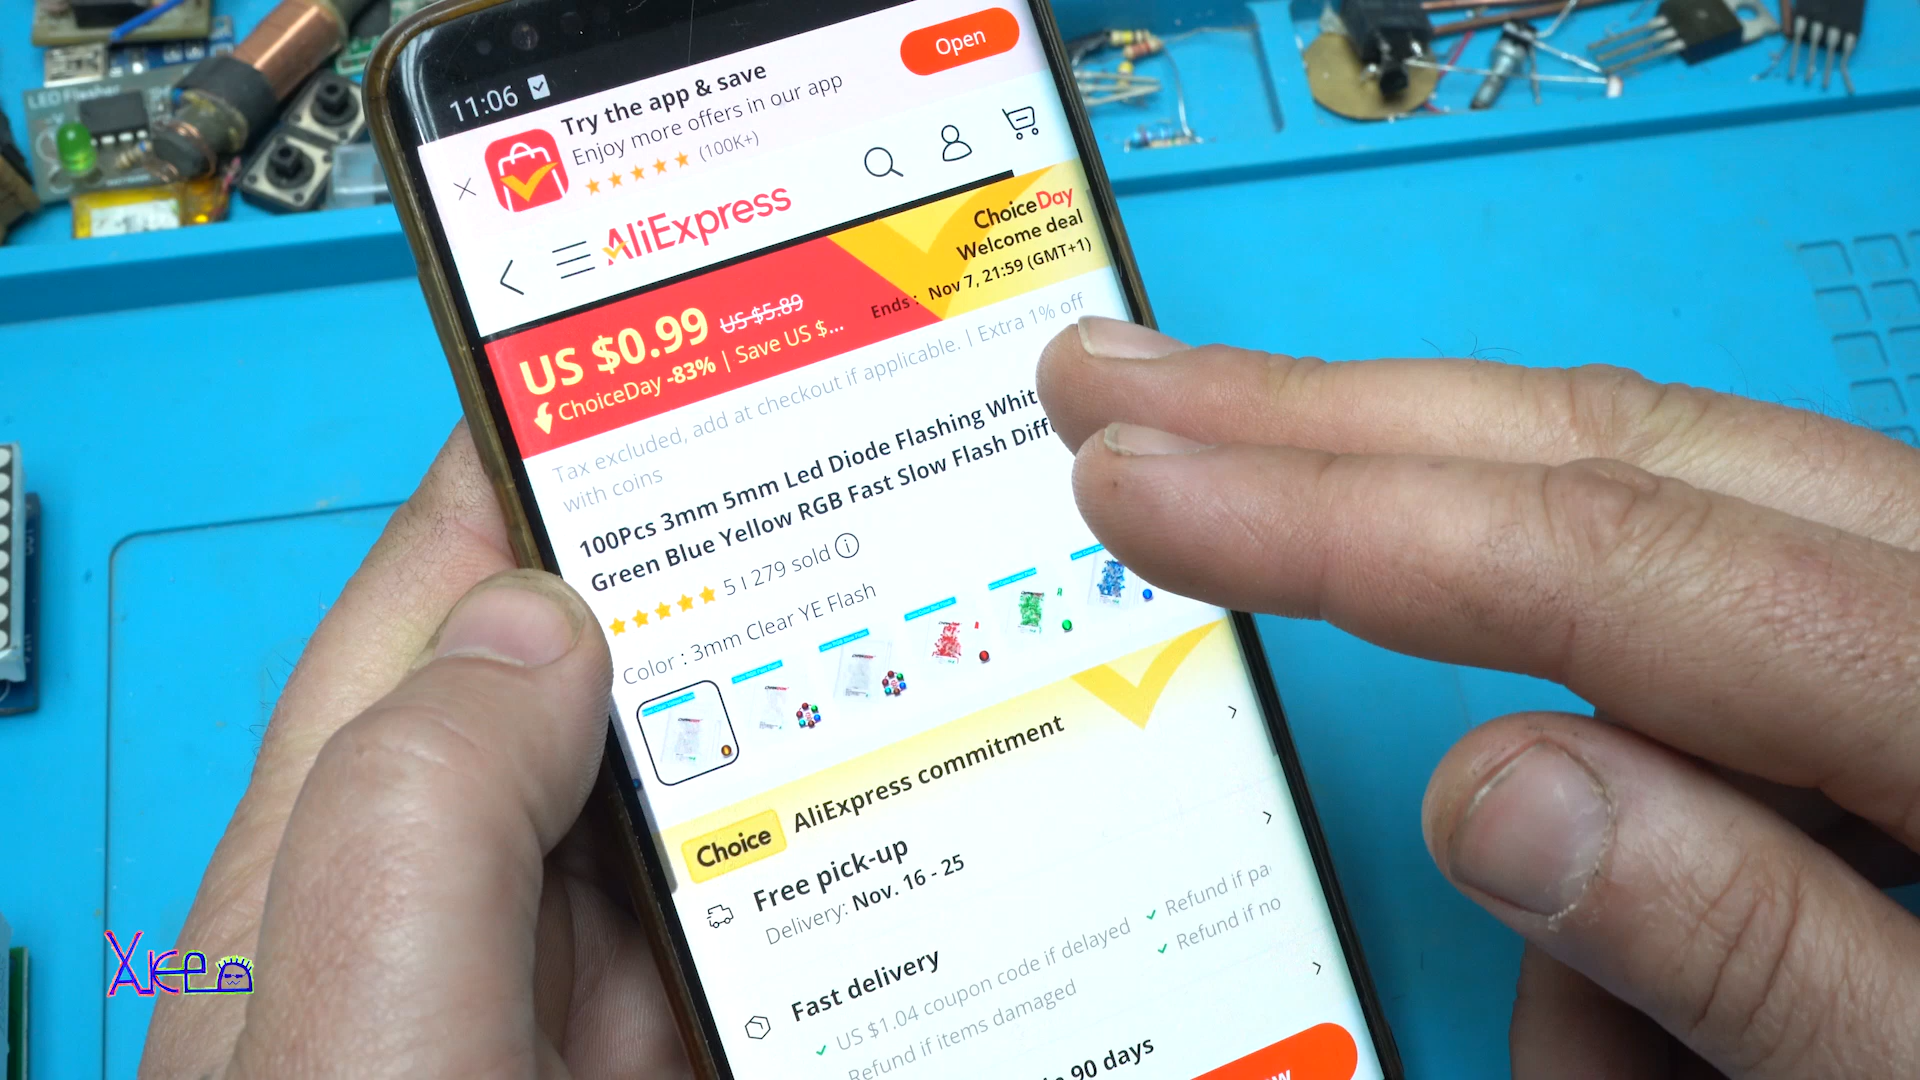 LED Flasher
11:06
Try the app & save
Enjoy more offers in our app
(100K+)
Open
AliExpress
ChoiceDay
Welcome deal
Ends : Nov 7, 21:59 (GMT+1)
US $0.99 US $5.89
ChoiceDay -83% | Save US $...
Tax excluded, add at checkout if applicable. | Extra 1% off
with coins
100Pcs 3mm 5mm Led Diode Flashing Whit
Green Blue Yellow RGB Fast Slow Flash Diff
5 | 279 sold
Color : 3mm Clear YE Flash
Choice AliExpress commitment
Free pick-up
Delivery: Nov. 16 - 25
Fast delivery
US $1.04 coupon code if delayed
Refund if pa
Refund if items damaged
Refund if no
90 days
Xkep